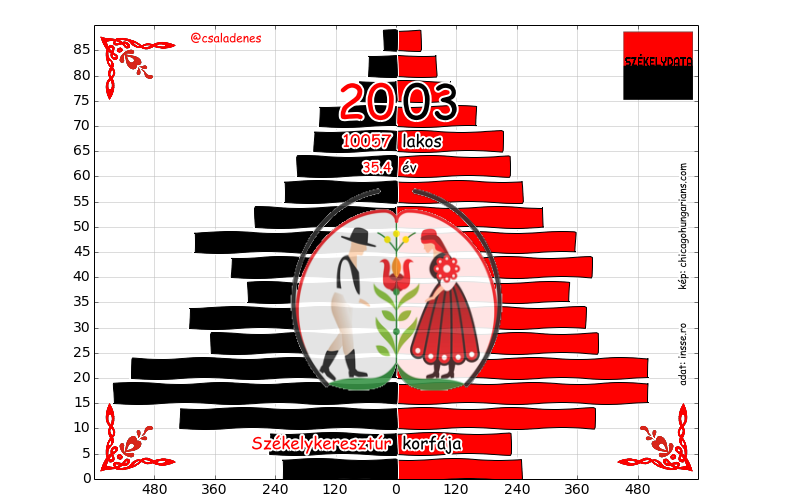 @csaladenes
SZÉKELYDATA
2003
10057 lakos
35.4 év
kép: chicagohungarians.com
adat: insse.ro
Székelykeresztúr korfája
85
80
75
70
65
60
55
50
45
40
35
30
25
20
15
10
5
0
480 360 240 120 0 120 240 360 480